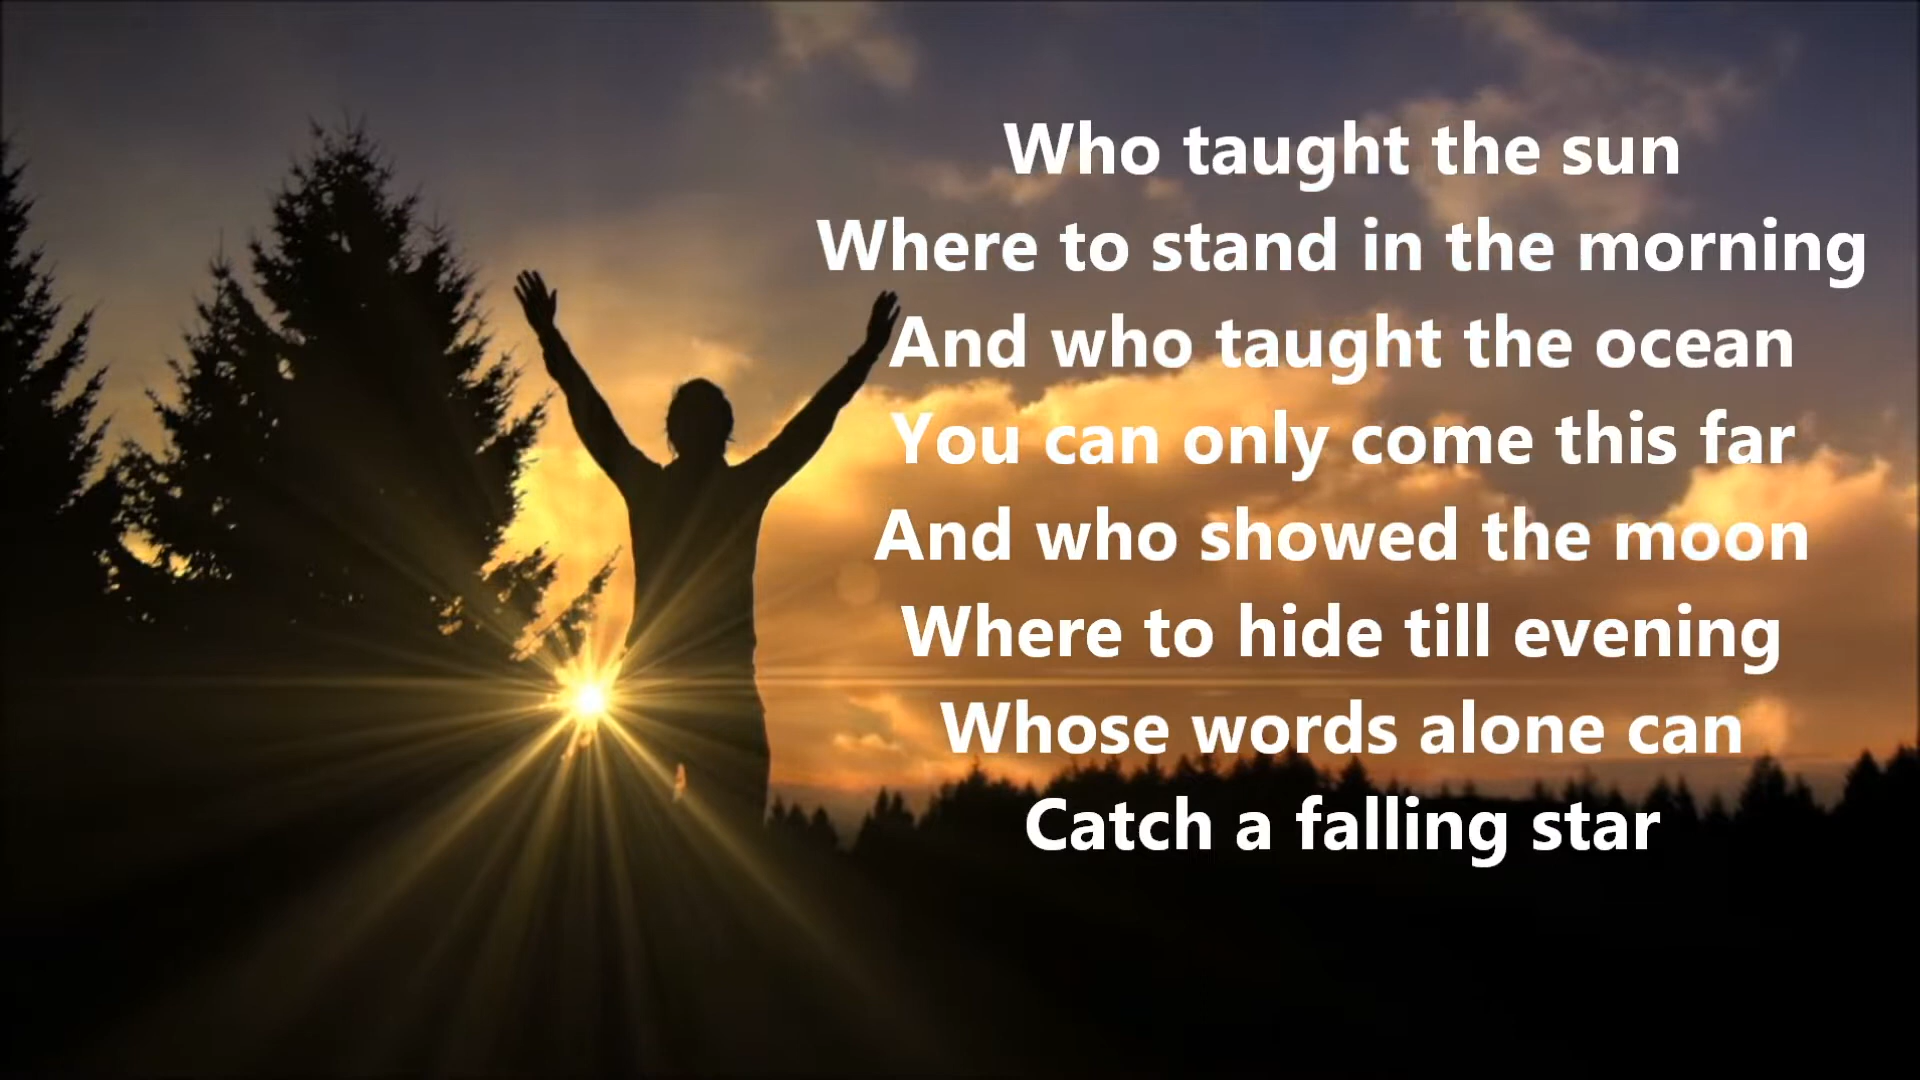 Who taught the sun
Where to stand in the morning
And who taught the ocean
You can only come this far
And who showed the moon
Where to hide till evening
Whose words alone can
Catch a falling star